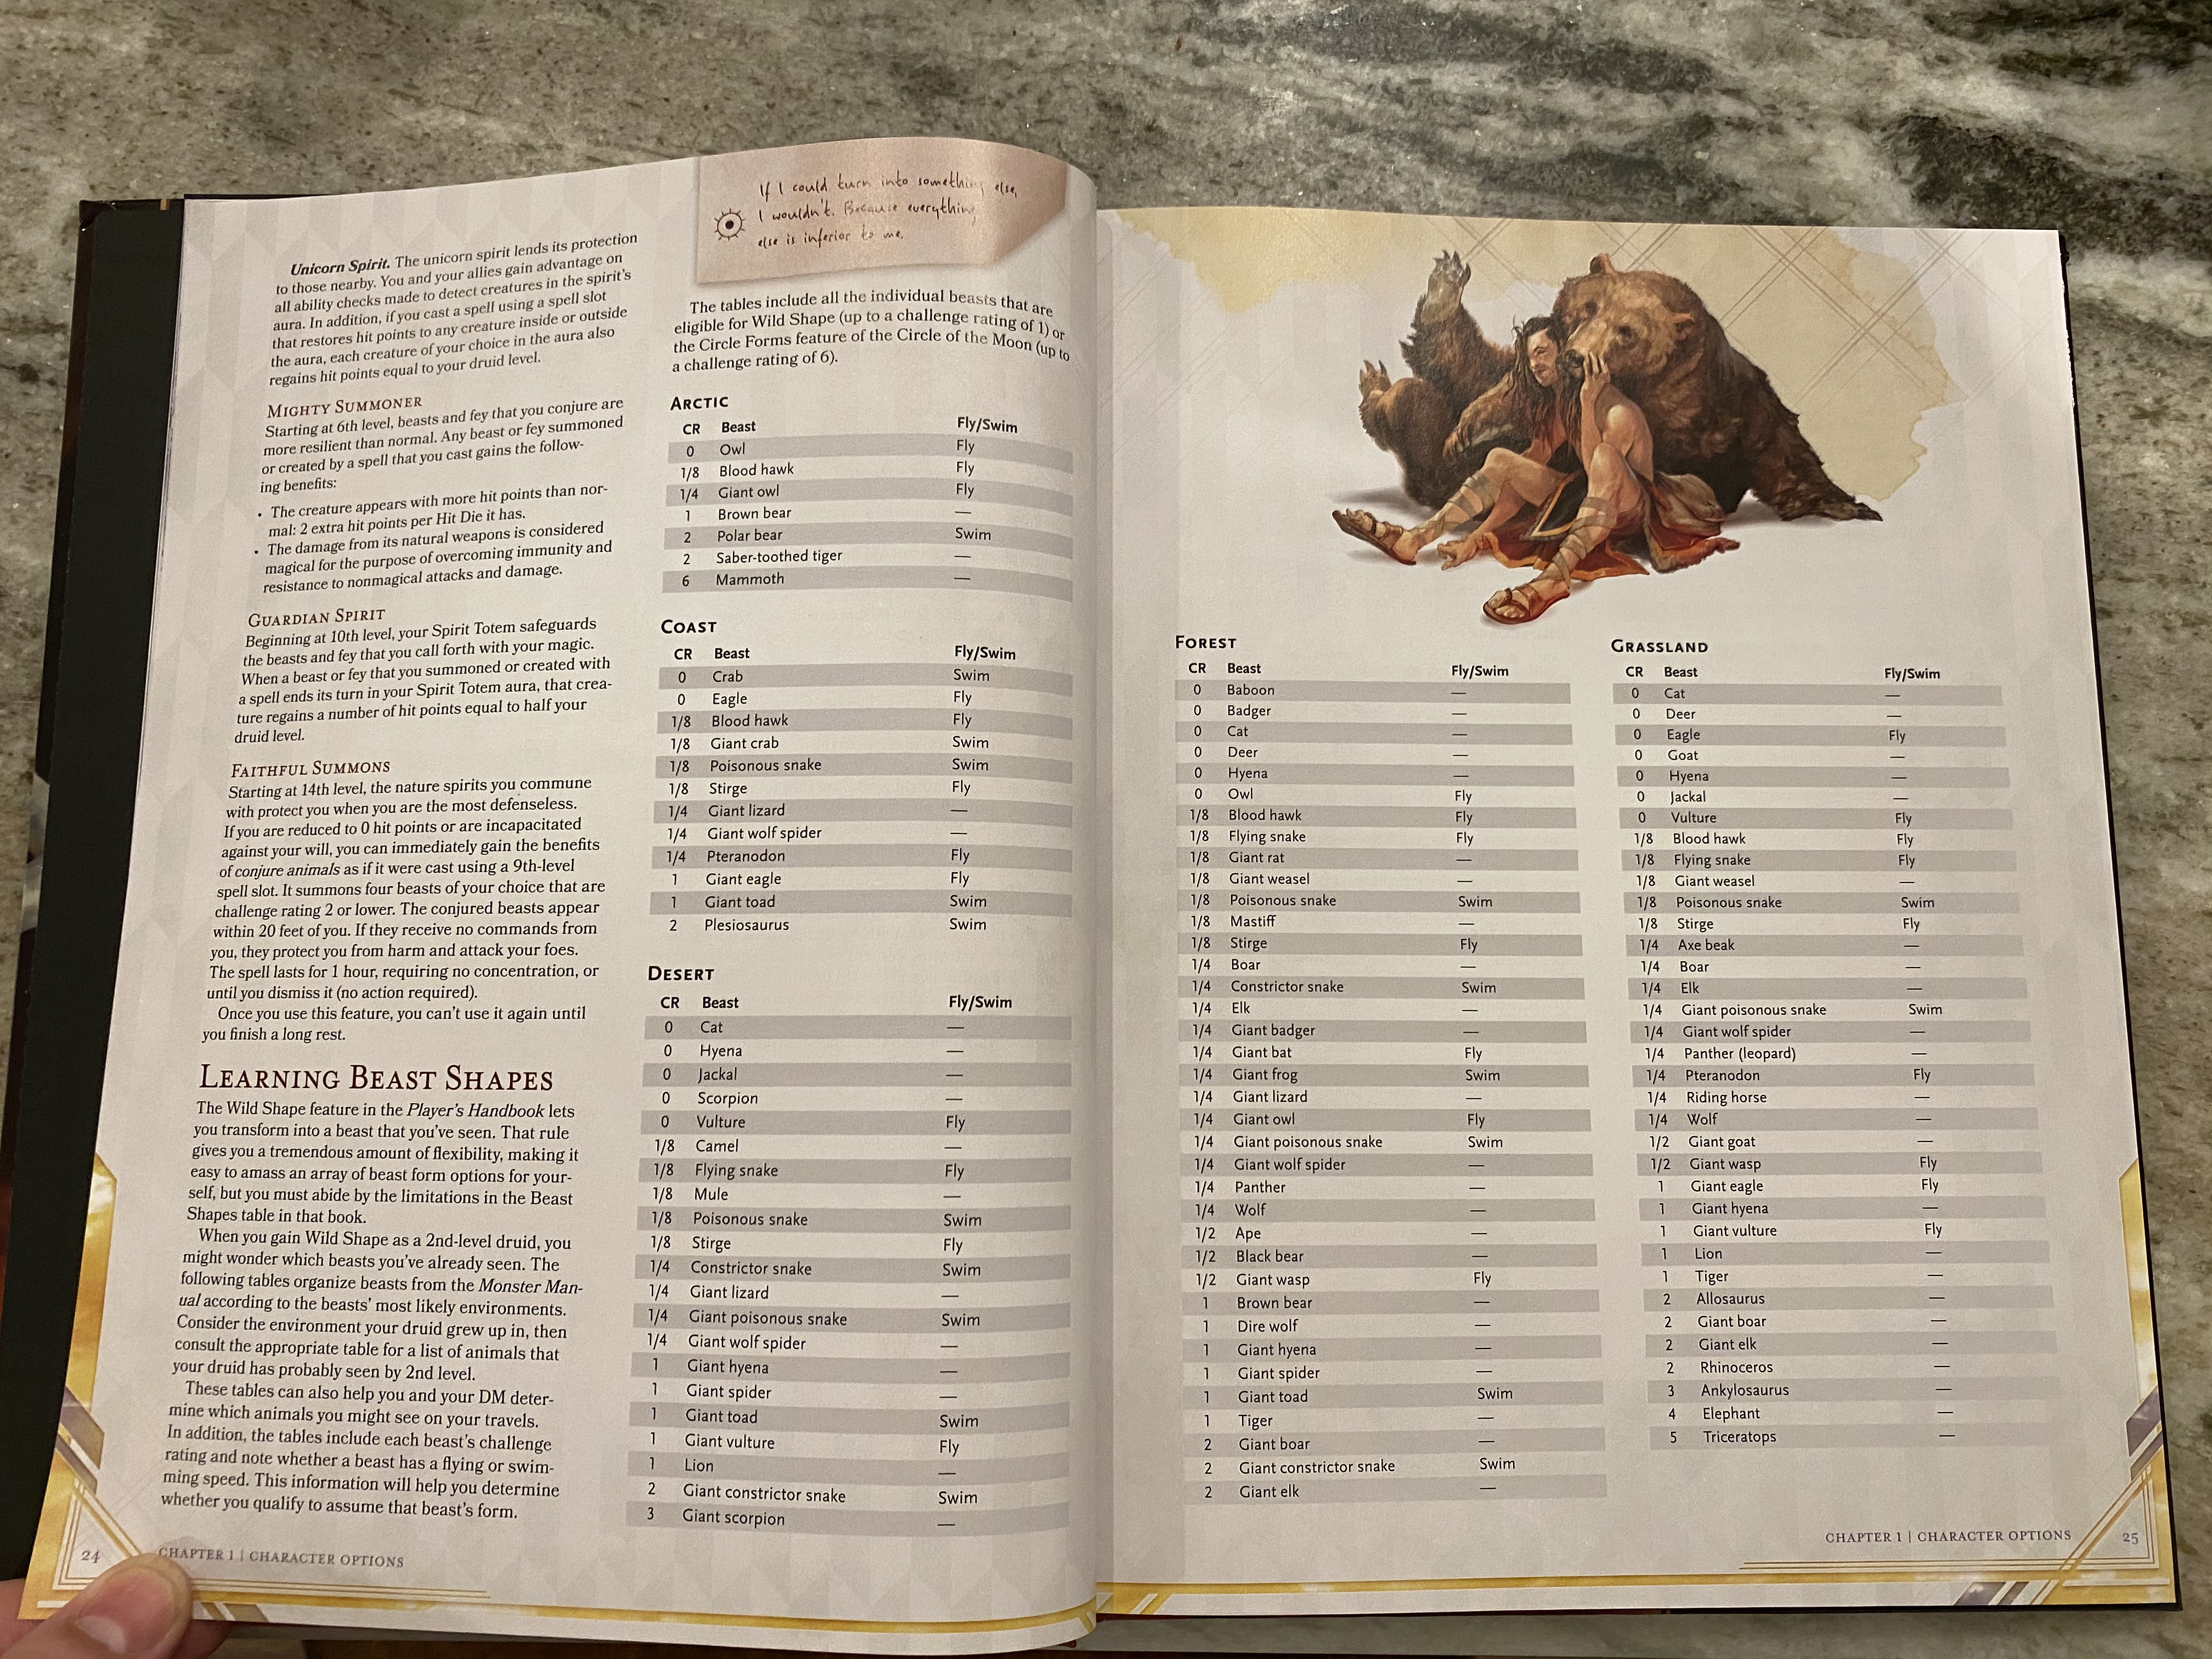 Unicorn Spirit. The unicorn spirit lends its protection
to those nearby. You and your allies gain advantage on
all ability checks made to detect creatures in the spirit's
aura. In addition, if you cast a spell using a spell slot
that restores hit points to any creature inside or outside
the aura, each creature of your choice in the aura also
regains hit points equal to your druid level.
MIGHTY SUMMONER
Starting at 6th level, beasts and fey that you conjure are
more resilient than normal. Any beast or fey summoned
or created by a spell that you cast gains the follow-
ing benefits:
• The creature appears with more hit points than nor-
mal: 2 extra hit points per Hit Die it has.
• The damage from its natural weapons is considered
magical for the purpose of overcoming immunity and
resistance to nonmagical attacks and damage.
GUARDIAN SPIRIT
Beginning at 10th level, your Spirit Totem safeguards
the beasts and fey that you call forth with your magic.
When a beast or fey that you summoned or created with
a spell ends its turn in your Spirit Totem aura, that crea-
ture regains a number of hit points equal to half your
druid level.
FAITHFUL SUMMONS
Starting at 14th level, the nature spirits you commune
with protect you when you are the most defenseless.
If you are reduced to 0 hit points or are incapacitated
against your will, you can immediately gain the benefits
of conjure animals as if it were cast using a 9th-level
spell slot. It summons four beasts of your choice that are
challenge rating 2 or lower. The conjured beasts appear
within 20 feet of you. If they receive no commands from
you, they protect you from harm and attack your foes.
The spell lasts for 1 hour, requiring no concentration, or
until you dismiss it (no action required).
Once you use this feature, you can't use it again until
you finish a long rest.
LEARNING BEAST SHAPES
The Wild Shape feature in the Player's Handbook lets
you transform into a beast that you've seen. That rule
gives you a tremendous amount of flexibility, making it
easy to amass an array of beast form options for your-
self, but you must abide by the limitations in the Beast
Shapes table in that book.
When you gain Wild Shape as a 2nd-level druid, you
might wonder which beasts you've already seen. The
following tables organize beasts from the Monster Man-
ual according to the beasts' most likely environments.
Consider the environment your druid grew up in, then
consult the appropriate table for a list of animals that
your druid has probably seen by 2nd level.
These tables can also help you and your DM deter-
mine which animals you might see on your travels.
In addition, the tables include each beast's challenge
rating and note whether a beast has a flying or swim-
ming speed. This information will help you determine
whether you qualify to assume that beast's form.
24
CHAPTER 1 | CHARACTER OPTIONS
If I could turn into something else,
I wouldn't. Because everything
else is inferior to me.
The tables include all the individual beasts that are
eligible for Wild Shape (up to a challenge rating of 1) or
the Circle Forms feature of the Circle of the Moon (up to
a challenge rating of 6).
ARCTIC
CR Beast Fly/Swim
0 Owl Fly
1/8 Blood hawk Fly
1/4 Giant owl Fly
1 Brown bear —
2 Polar bear Swim
2 Saber-toothed tiger —
6 Mammoth —
COAST
CR Beast Fly/Swim
0 Crab Swim
0 Eagle Fly
1/8 Blood hawk Fly
1/8 Giant crab Swim
1/8 Poisonous snake Swim
1/8 Stirge Fly
1/4 Giant lizard —
1/4 Giant wolf spider —
1/4 Pteranodon Fly
1 Giant eagle Fly
1 Giant toad Swim
2 Plesiosaurus Swim
DESERT
CR Beast Fly/Swim
0 Cat —
0 Hyena —
0 Jackal —
0 Scorpion —
0 Vulture Fly
1/8 Camel —
1/8 Flying snake Fly
1/8 Mule —
1/8 Poisonous snake Swim
1/8 Stirge Fly
1/4 Constrictor snake Swim
1/4 Giant lizard —
1/4 Giant poisonous snake Swim
1/4 Giant wolf spider —
1 Giant hyena —
1 Giant spider —
1 Giant toad Swim
1 Giant vulture Fly
1 Lion —
2 Giant constrictor snake Swim
3 Giant scorpion —
FOREST
CR Beast Fly/Swim
0 Baboon —
0 Badger —
0 Cat —
0 Deer —
0 Hyena —
0 Owl Fly
1/8 Blood hawk Fly
1/8 Flying snake Fly
1/8 Giant rat —
1/8 Giant weasel —
1/8 Poisonous snake Swim
1/8 Mastiff —
1/8 Stirge Fly
1/4 Boar —
1/4 Constrictor snake Swim
1/4 Elk —
1/4 Giant badger —
1/4 Giant bat Fly
1/4 Giant frog Swim
1/4 Giant lizard —
1/4 Giant owl Fly
1/4 Giant poisonous snake Swim
1/4 Giant wolf spider —
1/4 Panther —
1/4 Wolf —
1/2 Ape —
1/2 Black bear —
1/2 Giant wasp Fly
1 Brown bear —
1 Dire wolf —
1 Giant hyena —
1 Giant spider —
1 Giant toad Swim
1 Tiger —
2 Giant boar —
2 Giant constrictor snake Swim
2 Giant elk —
GRASSLAND
CR Beast Fly/Swim
0 Cat —
0 Deer —
0 Eagle Fly
0 Goat —
0 Hyena —
0 Jackal —
0 Vulture Fly
1/8 Blood hawk Fly
1/8 Flying snake Fly
1/8 Giant weasel —
1/8 Poisonous snake Swim
1/8 Stirge Fly
1/4 Axe beak —
1/4 Boar —
1/4 Elk —
1/4 Giant poisonous snake Swim
1/4 Giant wolf spider —
1/4 Panther (leopard) —
1/4 Pteranodon Fly
1/4 Riding horse —
1/4 Wolf —
1/2 Giant goat —
1/2 Giant wasp Fly
1 Giant eagle Fly
1 Giant hyena —
1 Giant vulture Fly
1 Lion —
1 Tiger —
2 Allosaurus —
2 Giant boar —
2 Giant elk —
2 Rhinoceros —
3 Ankylosaurus —
4 Elephant —
5 Triceratops —
CHAPTER 1 | CHARACTER OPTIONS
25